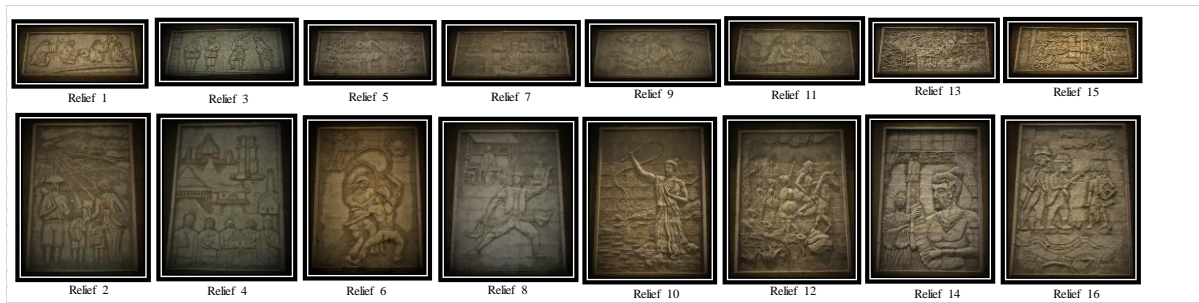 Relief 1
Relief 3
Relief 5
Relief 7
Relief 9
Relief 11
Relief 13
Relief 15
Relief 2
Relief 4
Relief 6
Relief 8
Relief 10
Relief 12
Relief 14
Relief 16